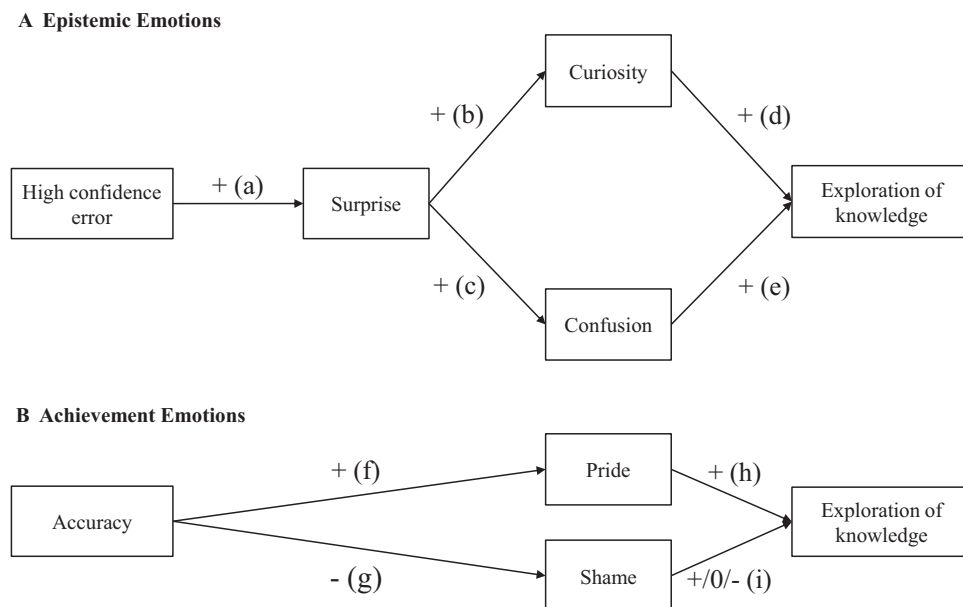 A Epistemic Emotions
Curiosity
+ (b)
+ (d)
High confidence
error
+ (a)
Surprise
Exploration of
knowledge
+ (c)
+ (e)
Confusion
B Achievement Emotions
+ (f)
Pride
+ (h)
Accuracy
Exploration of
knowledge
- (g)
Shame
+/0/- (i)